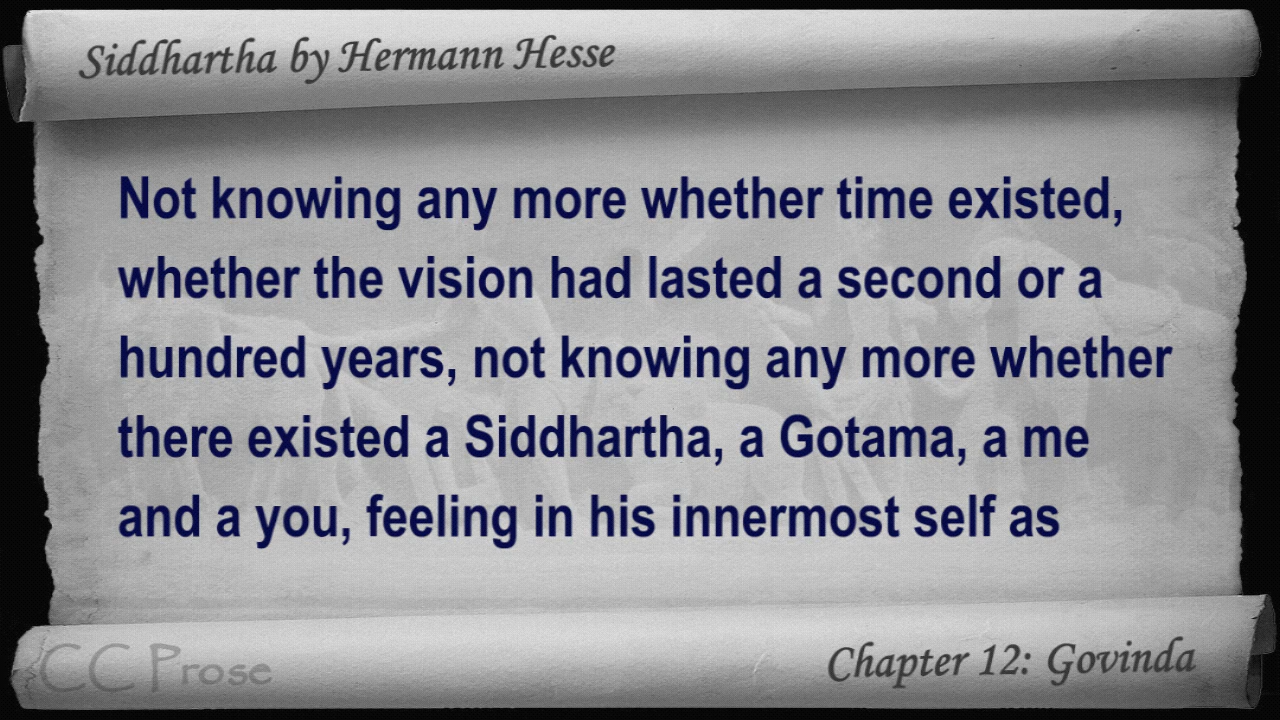 Siddhartha by Hermann Hesse
Not knowing any more whether time existed,
whether the vision had lasted a second or a
hundred years, not knowing any more whether
there existed a Siddhartha, a Gotama, a me
and a you, feeling in his innermost self as
CC Prose
Chapter 12: Govinda